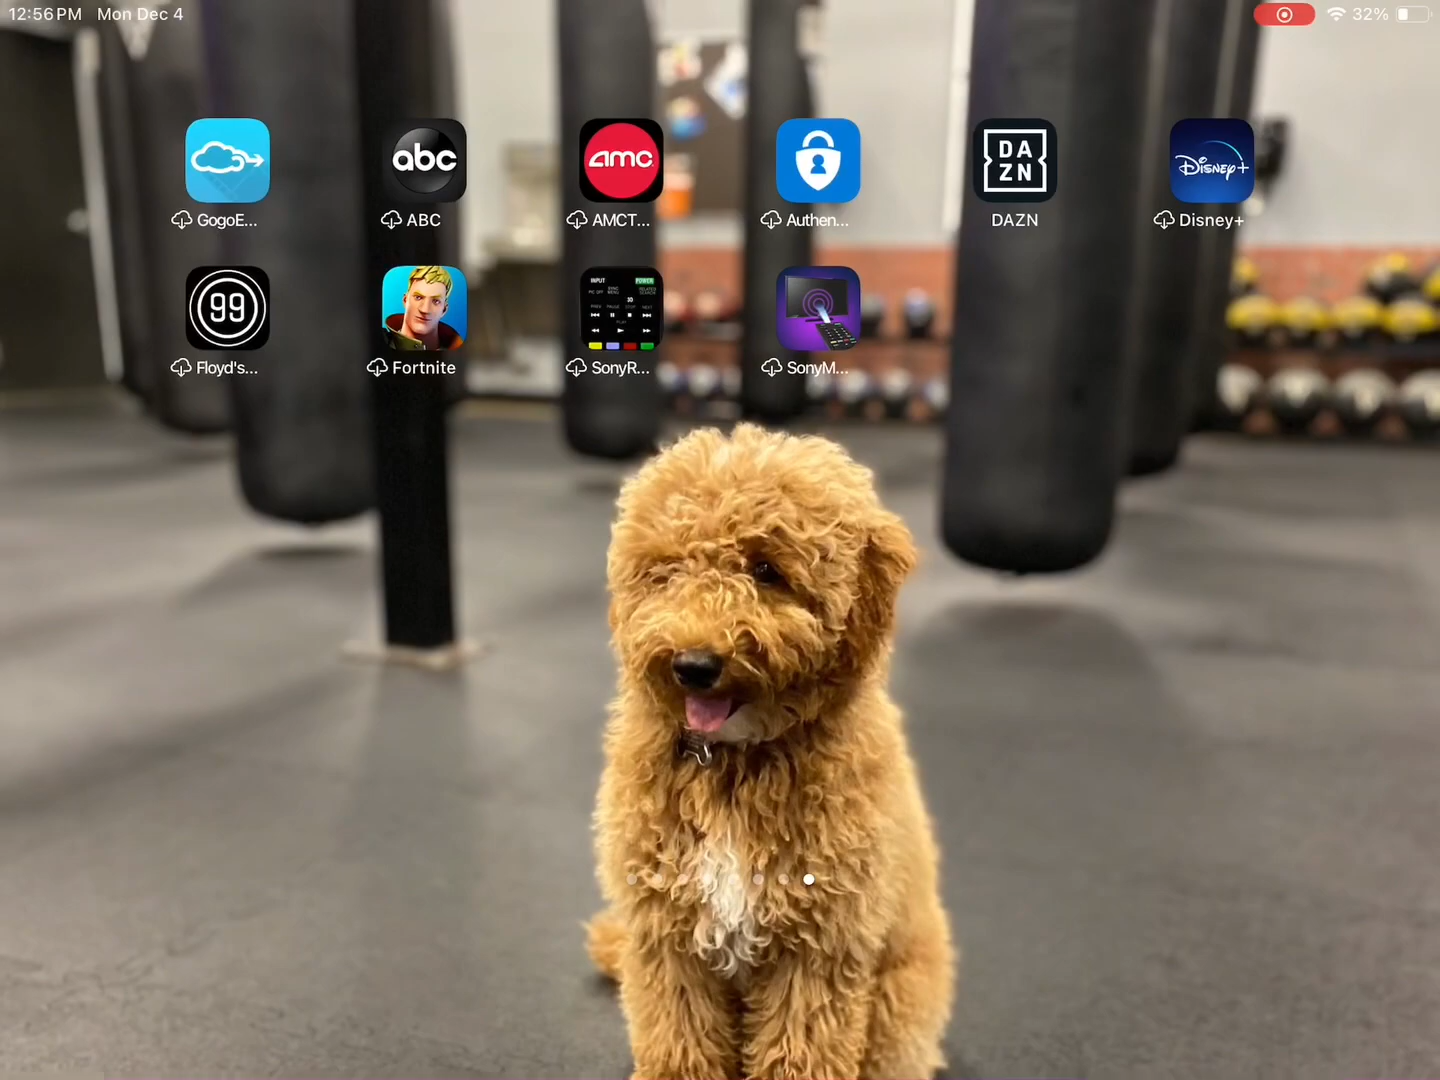 12:56 PM Mon Dec 4
32%
abc
amc
DA
ZN
Disney+
GogoE...
ABC
AMCT...
Authen...
DAZN
Disney+
99
INPUT
POWER
Floyd's...
Fortnite
SonyR...
SonyM...